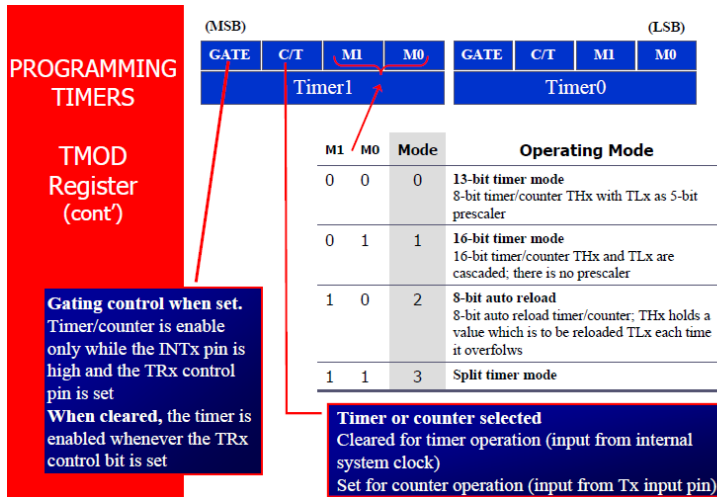 (MSB)
(LSB)
GATE C/T M1 M0 GATE C/T M1 M0
Timer1 Timer0
PROGRAMMING
TIMERS
TMOD
Register
(cont')
M1 M0 Mode Operating Mode
0 0 0 13-bit timer mode
8-bit timer/counter THx with TLx as 5-bit
prescaler
0 1 1 16-bit timer mode
16-bit timer/counter THx and TLx are
cascaded; there is no prescaler
1 0 2 8-bit auto reload
8-bit auto reload timer/counter; THx holds a
value which is to be reloaded TLx each time
it overfolws
1 1 3 Split timer mode
Gating control when set.
Timer/counter is enable
only while the INTx pin is
high and the TRx control
pin is set
When cleared, the timer is
enabled whenever the TRx
control bit is set
Timer or counter selected
Cleared for timer operation (input from internal
system clock)
Set for counter operation (input from Tx input pin)